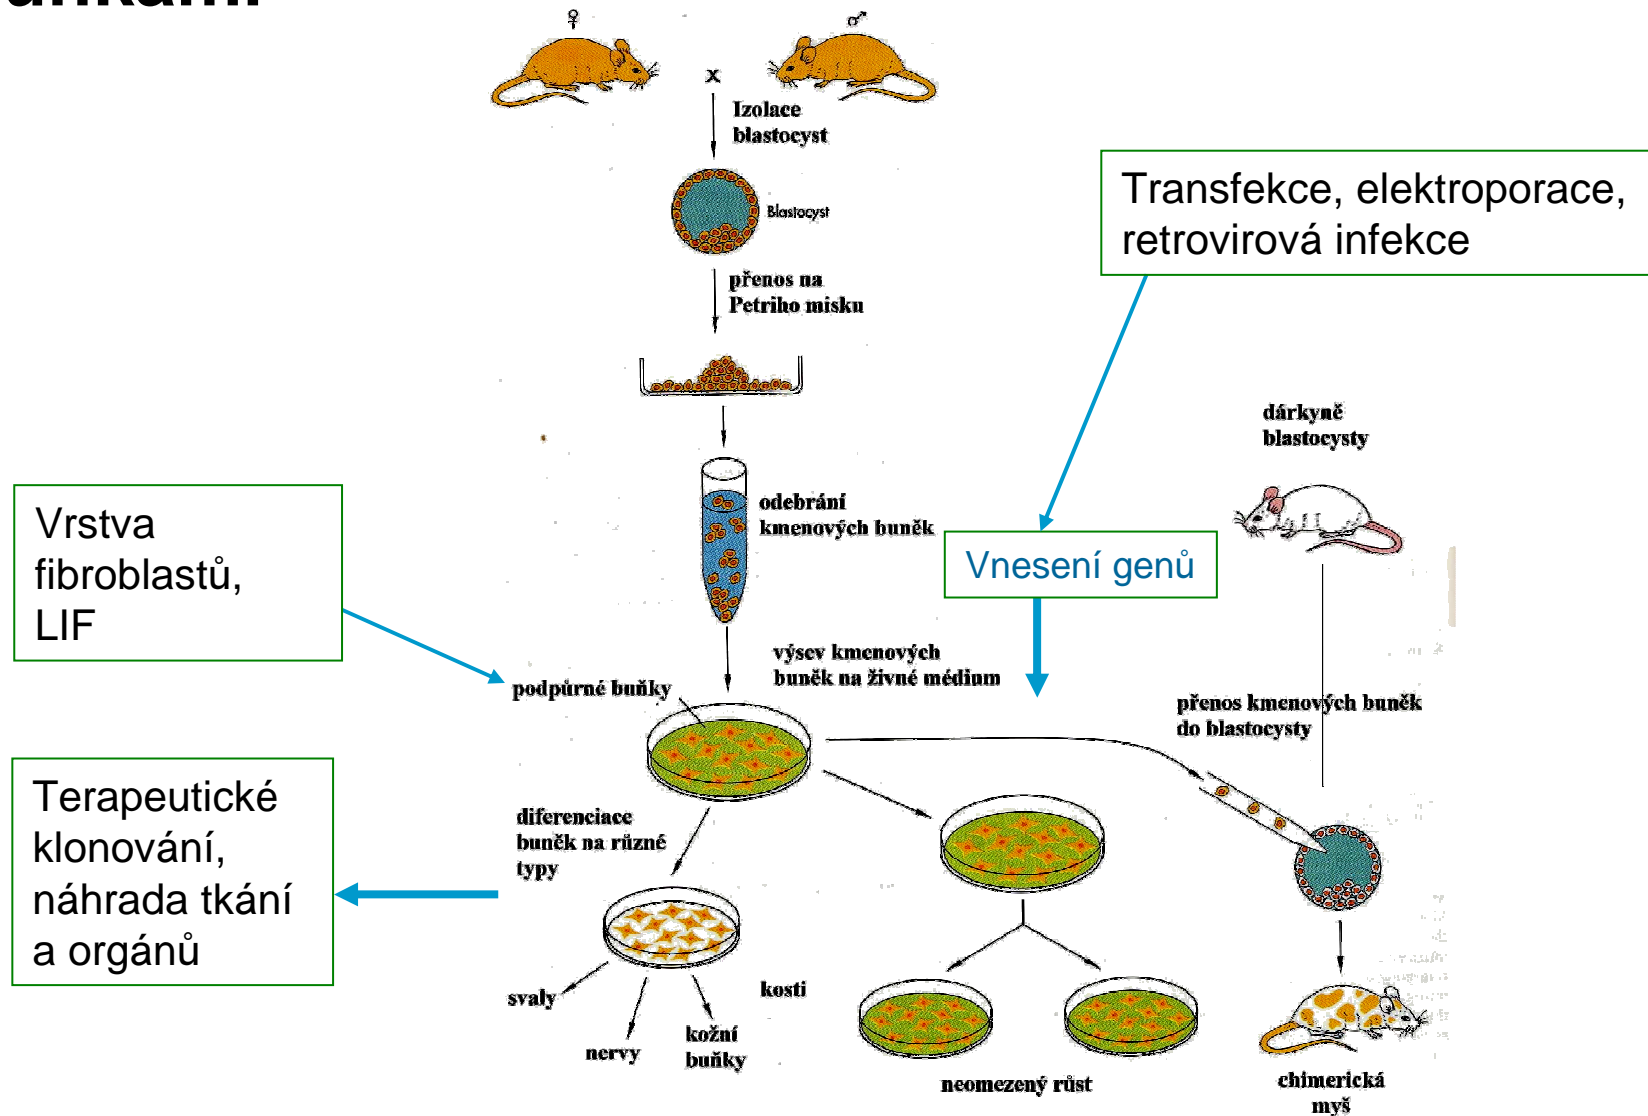 ♀
♂
x
Izolace
blastocyst
Blastocyst
Transfekce, elektroporace,
retrovirová infekce
přenos na
Petriho misku
dárkyně
blastocysty
odebrání
kmenových buněk
Vrstva
fibroblastů,
LIF
Vnesení genů
výsev kmenových
buněk na živné médium
podpůrné buňky
přenos kmenových buněk
do blastocysty
Terapeutické
klonování,
náhrada tkání
a orgánů
diferenciace
buněk na různé
typy
svaly
nervy
kožní
buňky
kosti
neomezený růst
chimerická
myš